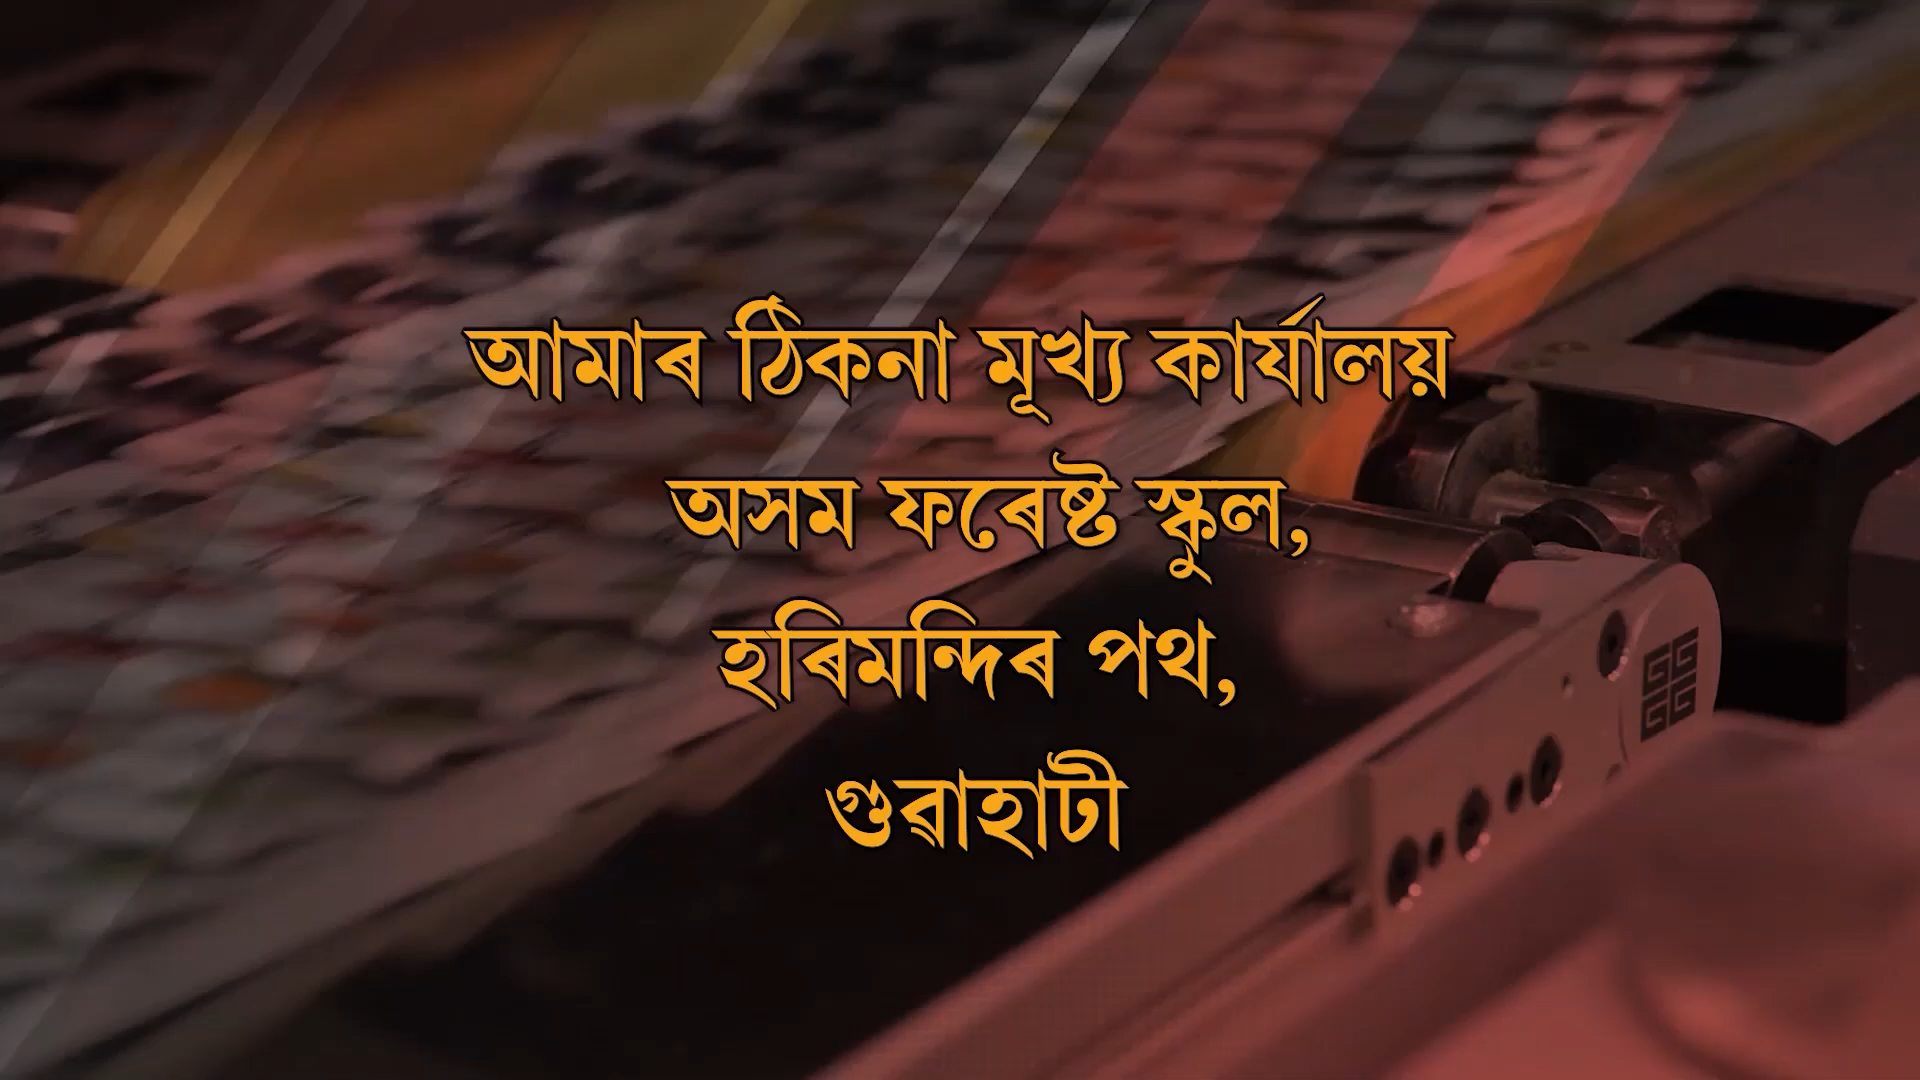 আমাৰ ঠিকনা মূখ্য কাৰ্যালয়
অসম ফৰেষ্ট স্কুল,
হৰিমন্দিৰ পথ,
গুৱাহাটী